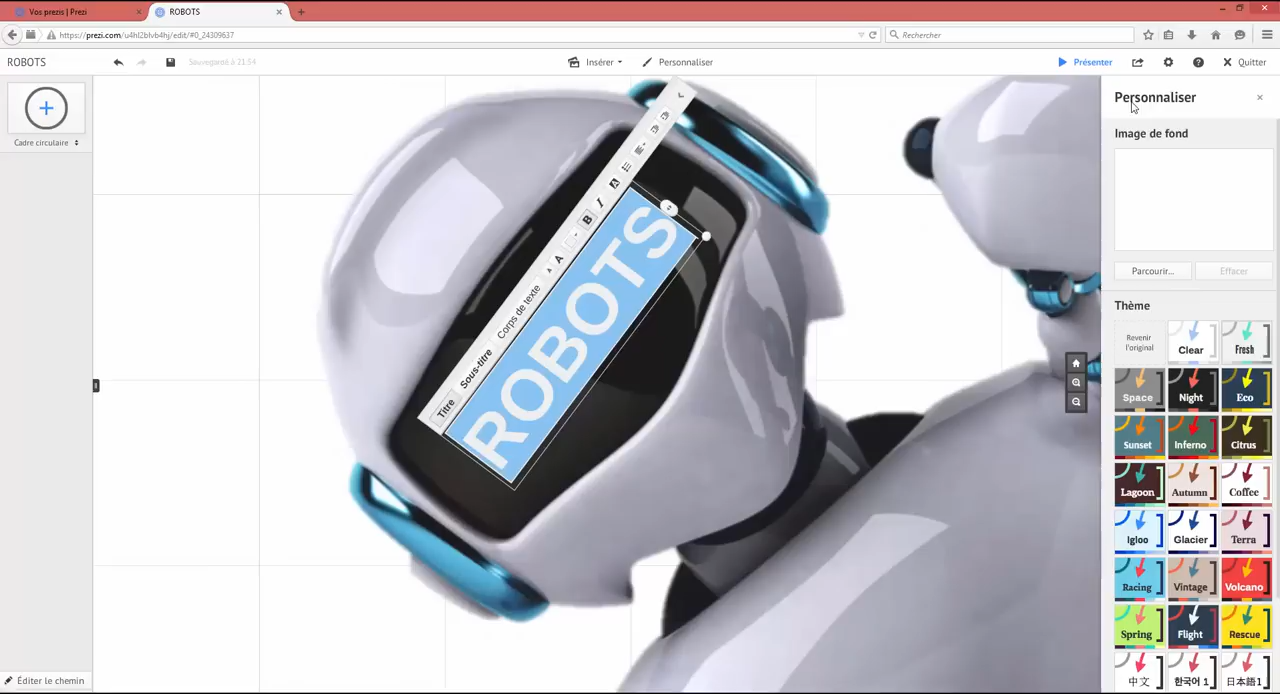 Vos prezis | Prezi
ROBOTS
https://prezi.com/u4hl2blvb4hj/edit/#0_24309637
Rechercher
ROBOTS
Sauvegardé à 21:54
Insérer
Personnaliser
Présenter
Quitter
Cadre circulaire
Titre
Sous-titre
Corps de texte
A
B
I
A
ROBOTS
Personnaliser
Image de fond
Parcourir...
Effacer
Thème
Revenir
l'original
Clear
Fresh
Space
Night
Eco
Sunset
Inferno
Citrus
Lagoon
Autumn
Coffee
Igloo
Glacier
Terra
Racing
Vintage
Volcano
Spring
Flight
Rescue
中文
한국어 1
日本語1
Éditer le chemin